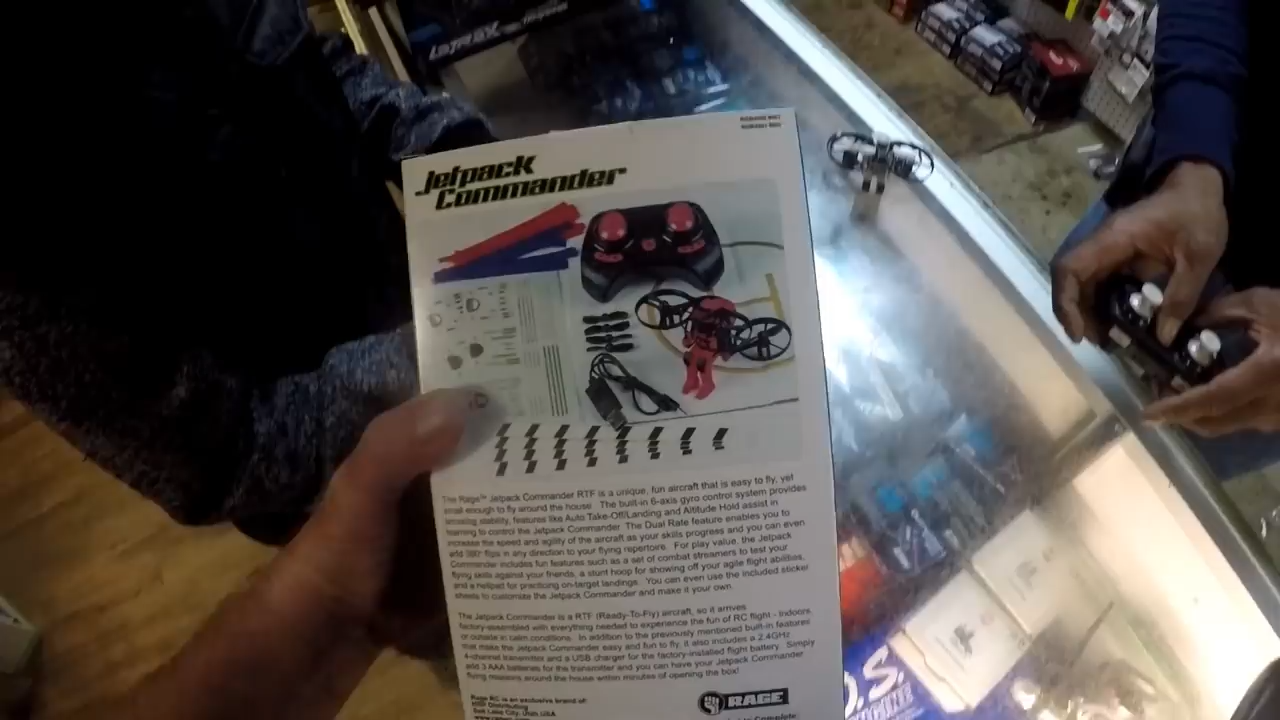 Jetpack
Commander
The Rage™ Jetpack Commander RTF is a unique, fun aircraft that is easy to fly, yet
small enough to fly around the house. The built-in 6-axis gyro control system provides
amazing stability, features like Auto Take-Off/Landing and Altitude Hold assist in
learning to control the Jetpack Commander. The Dual Rate feature enables you to
increase the speed and agility of the aircraft as your skills progress and you can even
add 360° flips in any direction to your flying repertoire. For play value, the Jetpack
Commander includes fun features such as a set of combat streamers to test your
flying skills against your friends, a stunt hoop for showing off your agile flight abilities,
and a helipad for practicing on-target landings. You can even use the included sticker
sheets to customize the Jetpack Commander and make it your own.
The Jetpack Commander is a RTF (Ready-To-Fly) aircraft, so it arrives
factory-assembled with everything needed to experience the fun of RC flight - Indoors
or outside in calm conditions. In addition to the previously mentioned built-in features
that make the Jetpack Commander easy and fun to fly, it also includes a 2.4GHz
4-channel transmitter and a USB charger for the factory-installed flight battery. Simply
add 3 AAA batteries for the transmitter and you can have your Jetpack Commander
flying missions around the house within minutes of opening the box!
Rage RC is an exclusive brand of:
HRP Distributing
Salt Lake City, Utah, USA
RAGE
O.S.